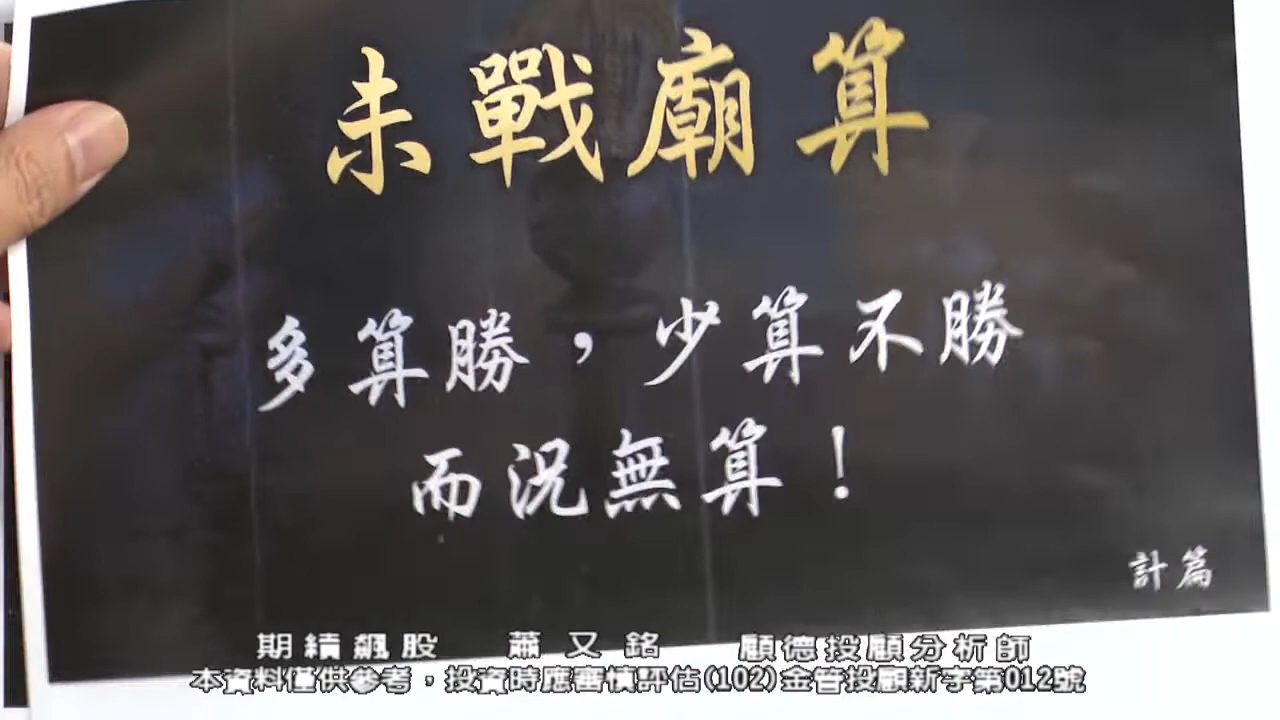 未戰廟算
多算勝，少算不勝
而況無算！
計篇
期續飆股 蕭又銘 顧德投顧分析師
本資料僅供參考，投資時應審慎評估(102)金管投顧新字第012號